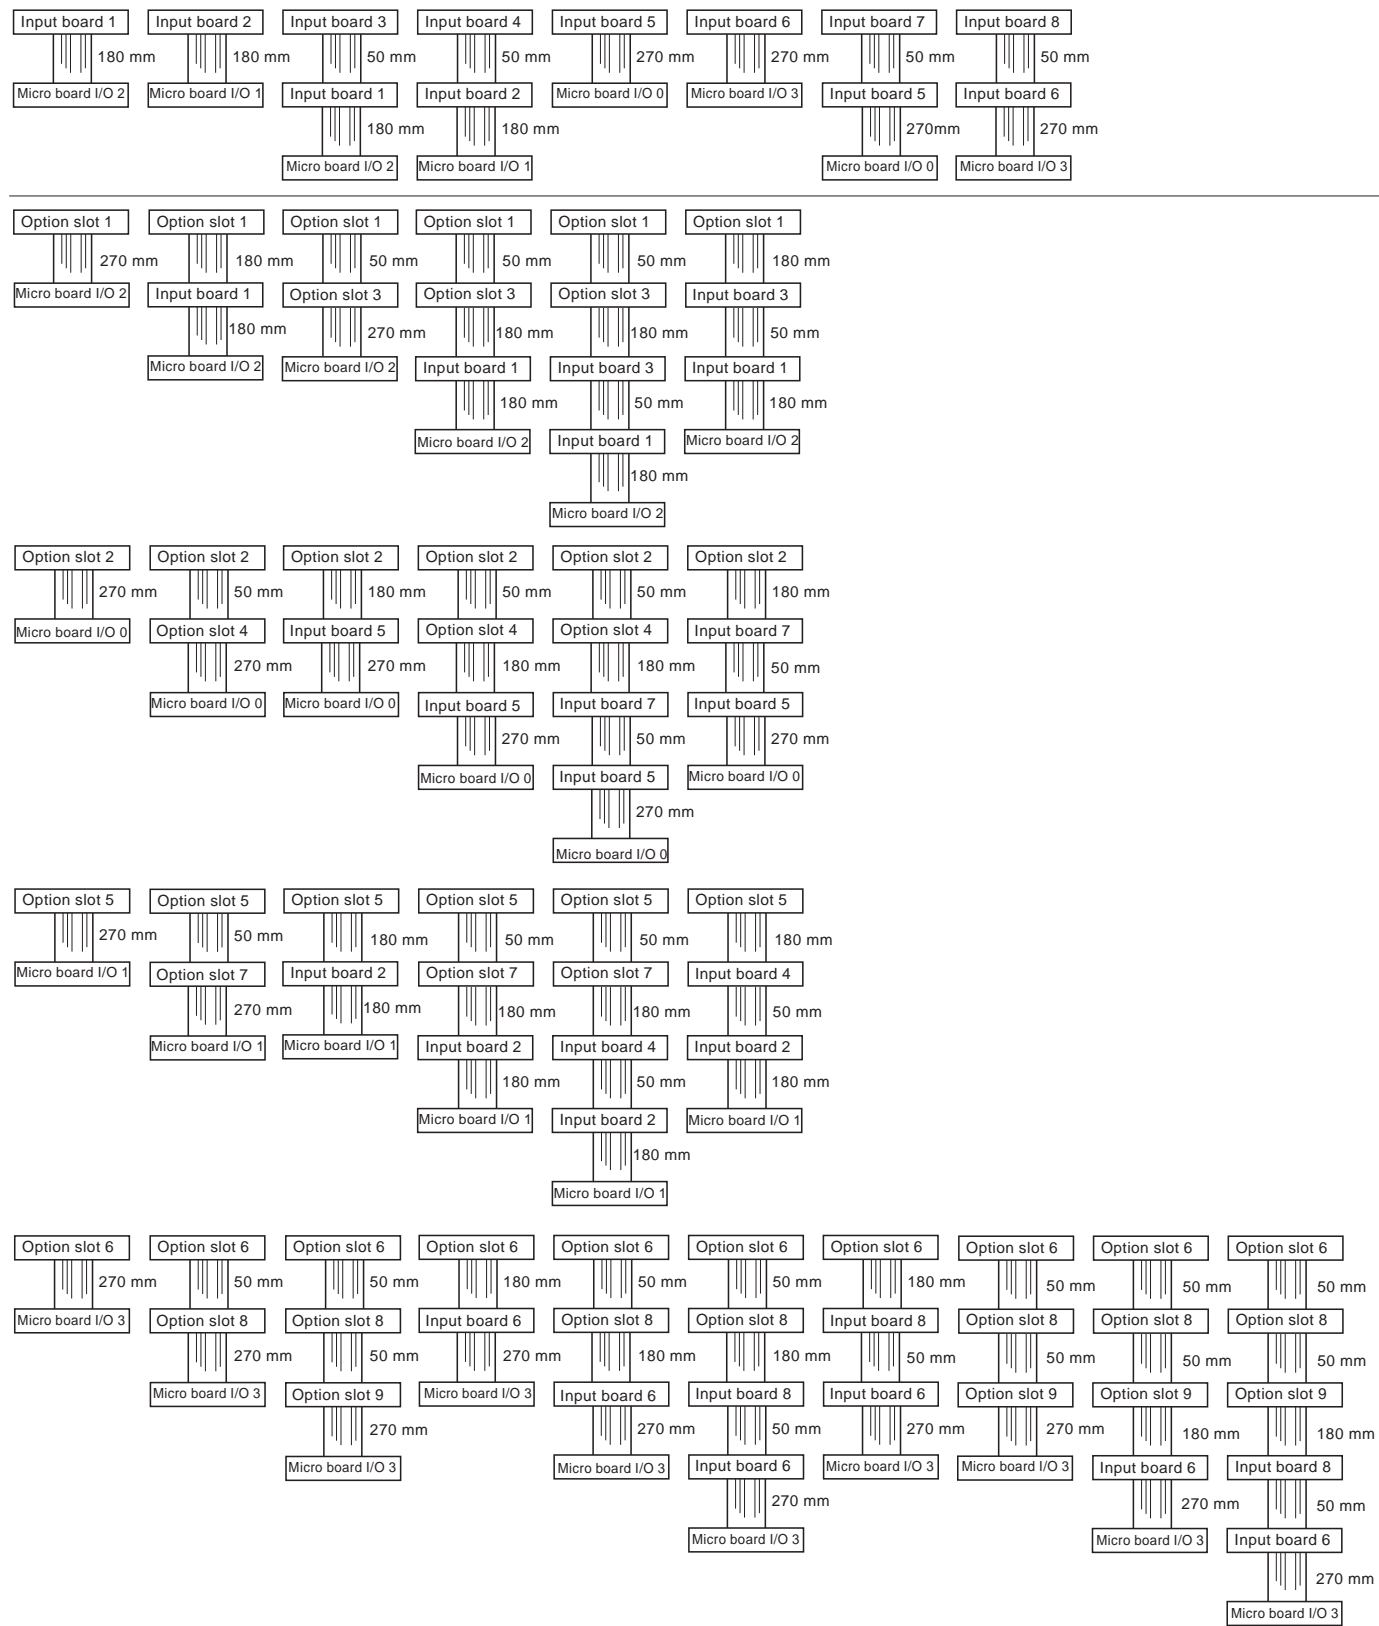 Input board 1 Input board 2 Input board 3 Input board 4 Input board 5 Input board 6 Input board 7 Input board 8
180 mm 180 mm 50 mm 50 mm 270 mm 270 mm 50 mm 50 mm
Micro board I/O 2 Micro board I/O 1 Input board 1 Input board 2 Micro board I/O 0 Micro board I/O 3 Input board 5 Input board 6
180 mm 180 mm 270mm 270 mm
Micro board I/O 2 Micro board I/O 1 Micro board I/O 0 Micro board I/O 3
Option slot 1 Option slot 1 Option slot 1 Option slot 1 Option slot 1 Option slot 1
270 mm 180 mm 50 mm 50 mm 50 mm 180 mm
Micro board I/O 2 Input board 1 Option slot 3 Option slot 3 Option slot 3 Input board 3
180 mm 270 mm 180 mm 180 mm 50 mm
Micro board I/O 2 Micro board I/O 2 Input board 1 Input board 3 Input board 1
180 mm 50 mm 180 mm
Micro board I/O 2 Input board 1 Micro board I/O 2
180 mm
Micro board I/O 2
Option slot 2 Option slot 2 Option slot 2 Option slot 2 Option slot 2 Option slot 2
270 mm 50 mm 180 mm 50 mm 50 mm 180 mm
Micro board I/O 0 Option slot 4 Input board 5 Option slot 4 Option slot 4 Input board 7
270 mm 270 mm 180 mm 180 mm 50 mm
Micro board I/O 0 Micro board I/O 0 Input board 5 Input board 7 Input board 5
270 mm 50 mm 270 mm
Micro board I/O 0 Input board 5 Micro board I/O 0
270 mm
Micro board I/O 0
Option slot 5 Option slot 5 Option slot 5 Option slot 5 Option slot 5 Option slot 5
270 mm 50 mm 180 mm 50 mm 50 mm 180 mm
Micro board I/O 1 Option slot 7 Input board 2 Option slot 7 Option slot 7 Input board 4
270 mm 180 mm 180 mm 180 mm 50 mm
Micro board I/O 1 Micro board I/O 1 Input board 2 Input board 4 Input board 2
180 mm 50 mm 180 mm
Micro board I/O 1 Input board 2 Micro board I/O 1
180 mm
Micro board I/O 1
Option slot 6 Option slot 6 Option slot 6 Option slot 6 Option slot 6 Option slot 6 Option slot 6 Option slot 6 Option slot 6 Option slot 6
270 mm 50 mm 50 mm 180 mm 50 mm 50 mm 180 mm 50 mm 50 mm 50 mm
Micro board I/O 3 Option slot 8 Option slot 8 Input board 6 Option slot 8 Option slot 8 Input board 8 Option slot 8 Option slot 8 Option slot 8
270 mm 50 mm 270 mm 180 mm 180 mm 50 mm 50 mm 50 mm 50 mm
Micro board I/O 3 Option slot 9 Micro board I/O 3 Input board 6 Input board 8 Input board 6 Option slot 9 Option slot 9 Option slot 9
270 mm 270 mm 50 mm 270 mm 270 mm 180 mm 180 mm
Micro board I/O 3 Micro board I/O 3 Input board 6 Micro board I/O 3 Micro board I/O 3 Input board 6 Input board 8
270 mm 270 mm 50 mm
Micro board I/O 3 Micro board I/O 3 Input board 6
270 mm
Micro board I/O 3